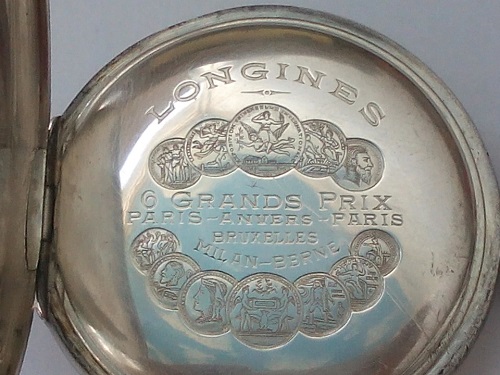 LONGINES
6 GRANDS PRIX
PARIS-ANVERS-PARIS
BRUXELLES
MILAN-BERNE